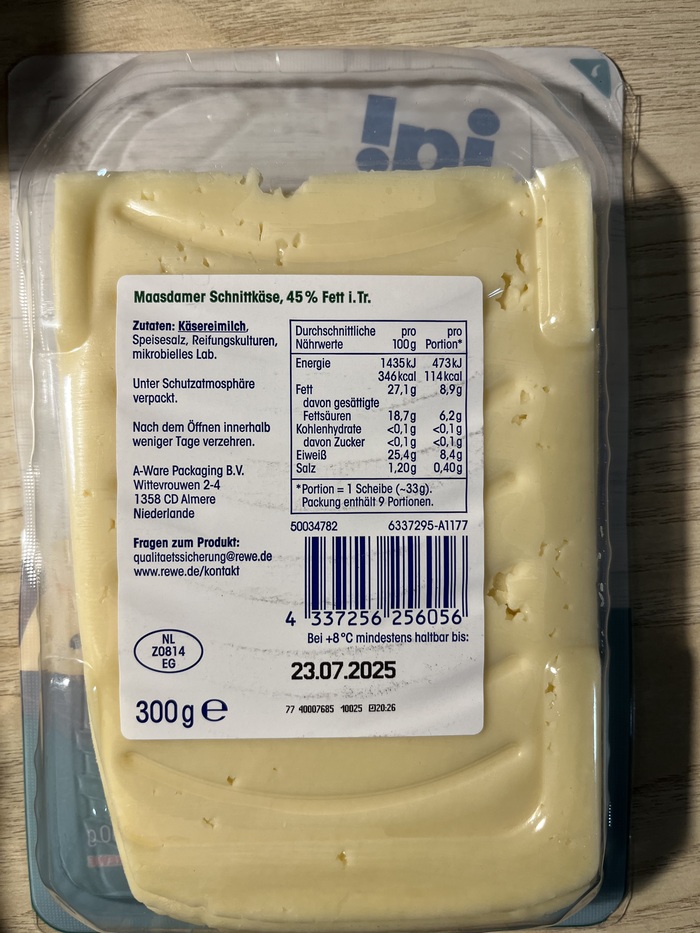 ja!
Maasdamer Schnittkäse, 45% Fett i.Tr.
Zutaten: Käsereimilch,
Speisesalz, Reifungskulturen,
mikrobielles Lab.
Unter Schutzatmosphäre
verpackt.
Nach dem Öffnen innerhalb
weniger Tage verzehren.
A-Ware Packaging B.V.
Wittevrouwen 2-4
1358 CD Almere
Niederlande
Fragen zum Produkt:
qualitaetssicherung@rewe.de
www.rewe.de/kontakt
Durchschnittliche pro pro
Nährwerte 100g Portion*
Energie 1435kJ 473kJ
346kcal 114kcal
Fett 27,1g 8,9g
davon gesättigte
Fettsäuren 18,7g 6,2g
Kohlenhydrate <0,1g <0,1g
davon Zucker <0,1g <0,1g
Eiweiß 25,4g 8,4g
Salz 1,20g 0,40g
*Portion = 1 Scheibe (~33g).
Packung enthält 9 Portionen.
50034782 6337295-A1177
4 337256 256056
Bei +8°C mindestens haltbar bis:
23.07.2025
NL
Z0814
EG
300g e
77 40007685 10025 20:26